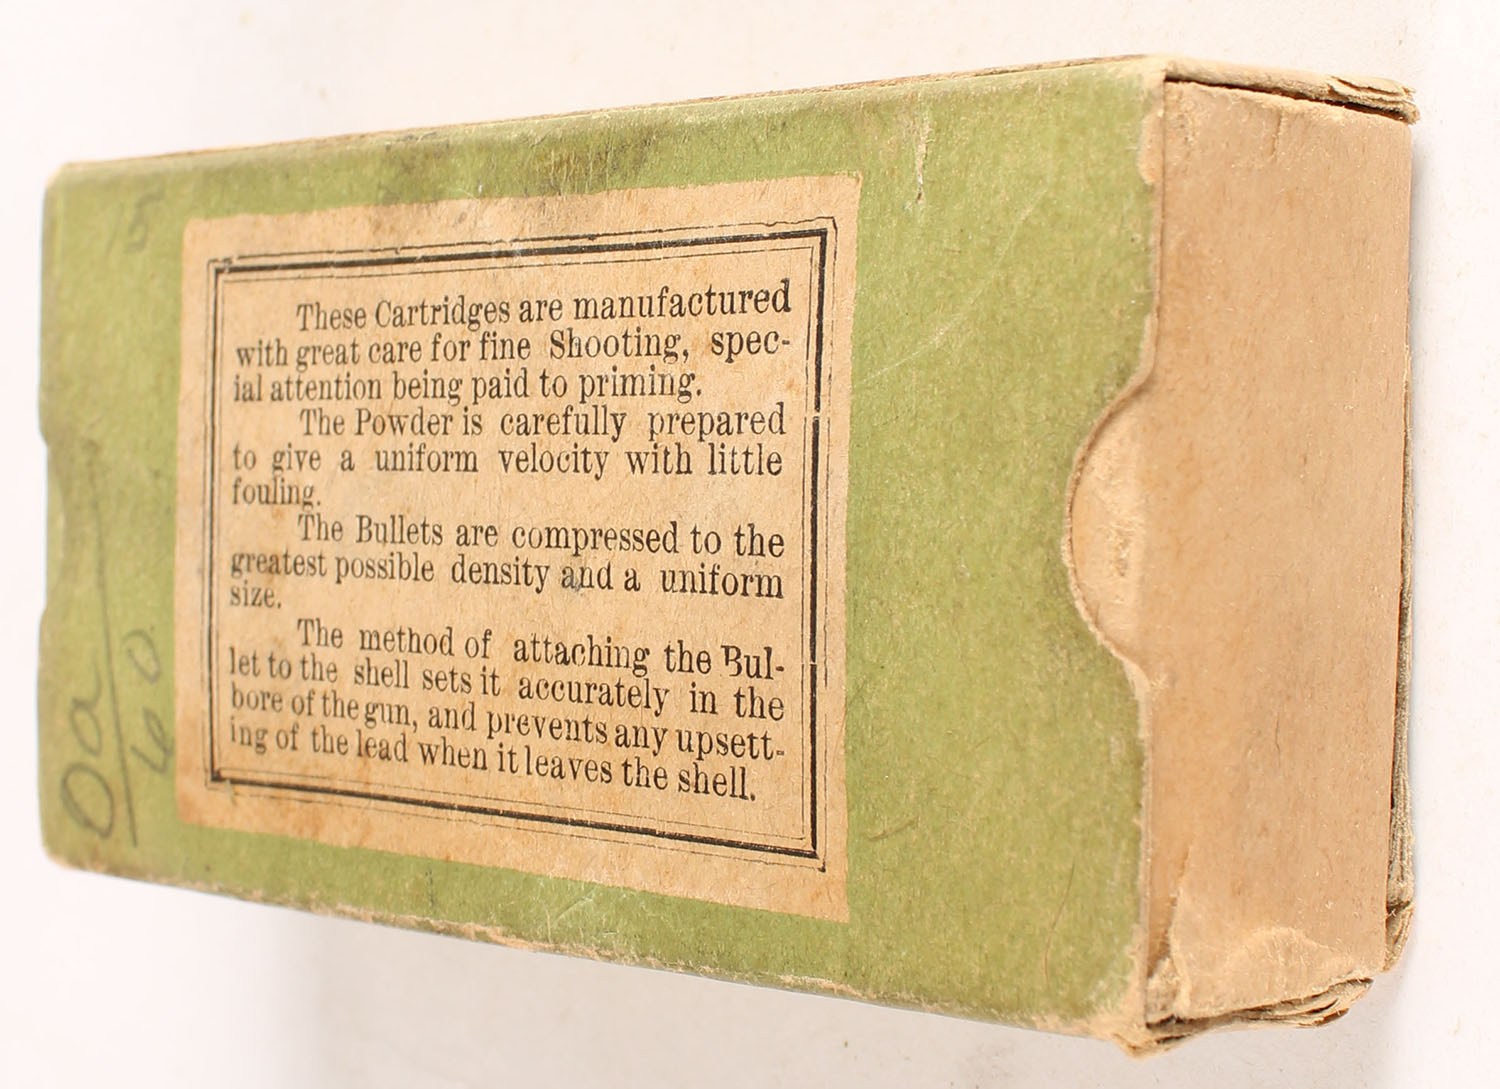 These Cartridges are manufactured
with great care for fine Shooting, spec-
ial attention being paid to priming.
The Powder is carefully prepared
to give a uniform velocity with little
fouling.
The Bullets are compressed to the
greatest possible density and a uniform
size.
The method of attaching the Bul-
let to the shell sets it accurately in the
bore of the gun, and prevents any upsett-
ing of the lead when it leaves the shell.
15
60